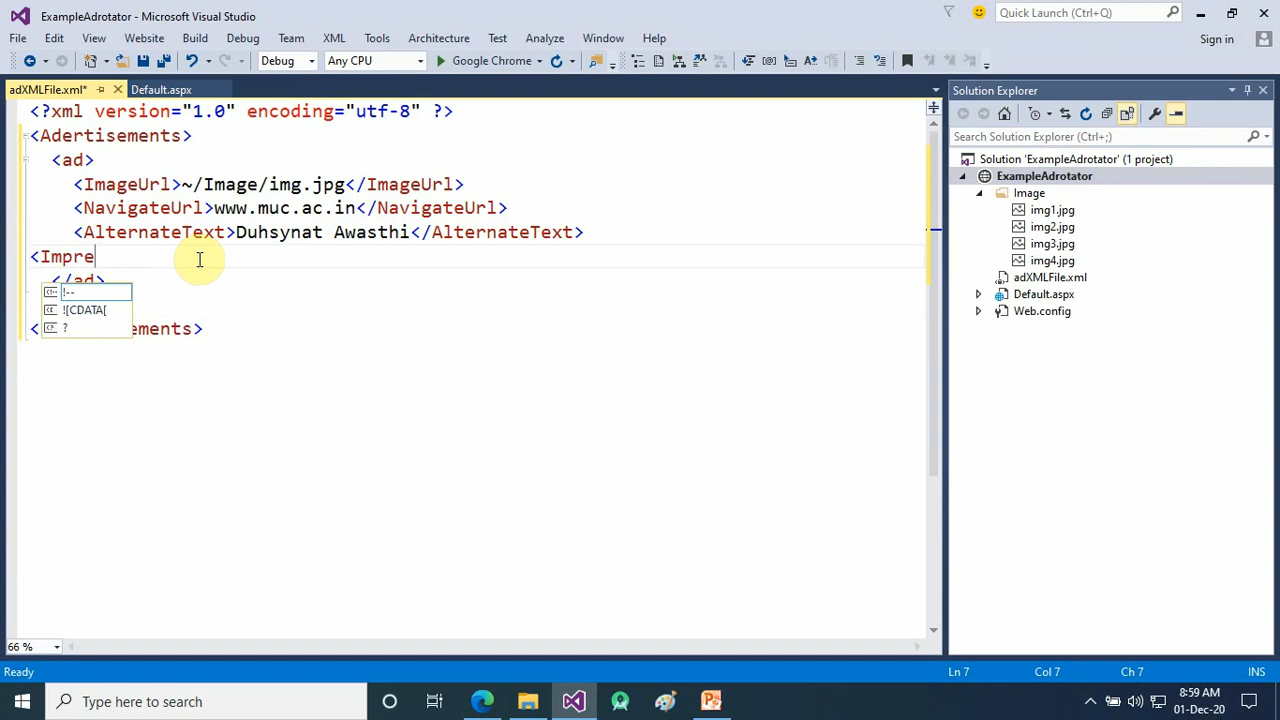 ExampleAdrotator - Microsoft Visual Studio
Quick Launch (Ctrl+Q)
File Edit View Website Build Debug Team XML Tools Architecture Test Analyze Window Help
Sign in
Debug Any CPU Google Chrome
adXMLFile.xml* Default.aspx
<?xml version="1.0" encoding="utf-8" ?>
<Adertisements>
<ad>
<ImageUrl>~/Image/img.jpg</ImageUrl>
<NavigateUrl>www.muc.ac.in</NavigateUrl>
<AlternateText>Duhsynat Awasthi</AlternateText>
<Impre
</ad>
!--
![CDATA[
?
< ements>
66 %
Solution Explorer
Search Solution Explorer (Ctrl+;)
Solution 'ExampleAdrotator' (1 project)
ExampleAdrotator
Image
img1.jpg
img2.jpg
img3.jpg
img4.jpg
adXMLFile.xml
Default.aspx
Web.config
Ready Ln 7 Col 7 Ch 7 INS
Type here to search
8:59 AM
01-Dec-20